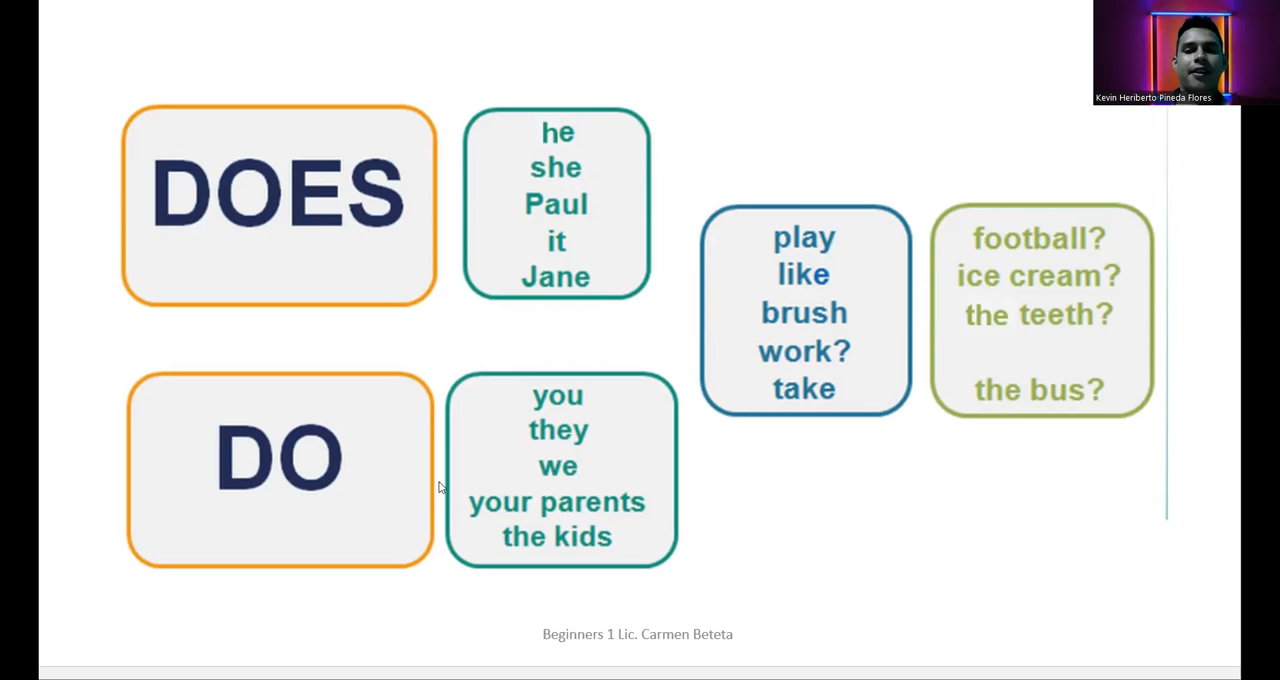 Kevin Heriberto Pineda Flores
DOES
he
she
Paul
it
Jane
play
like
brush
work?
take
football?
ice cream?
the teeth?
the bus?
DO
you
they
we
your parents
the kids
Beginners 1 Lic. Carmen Beteta